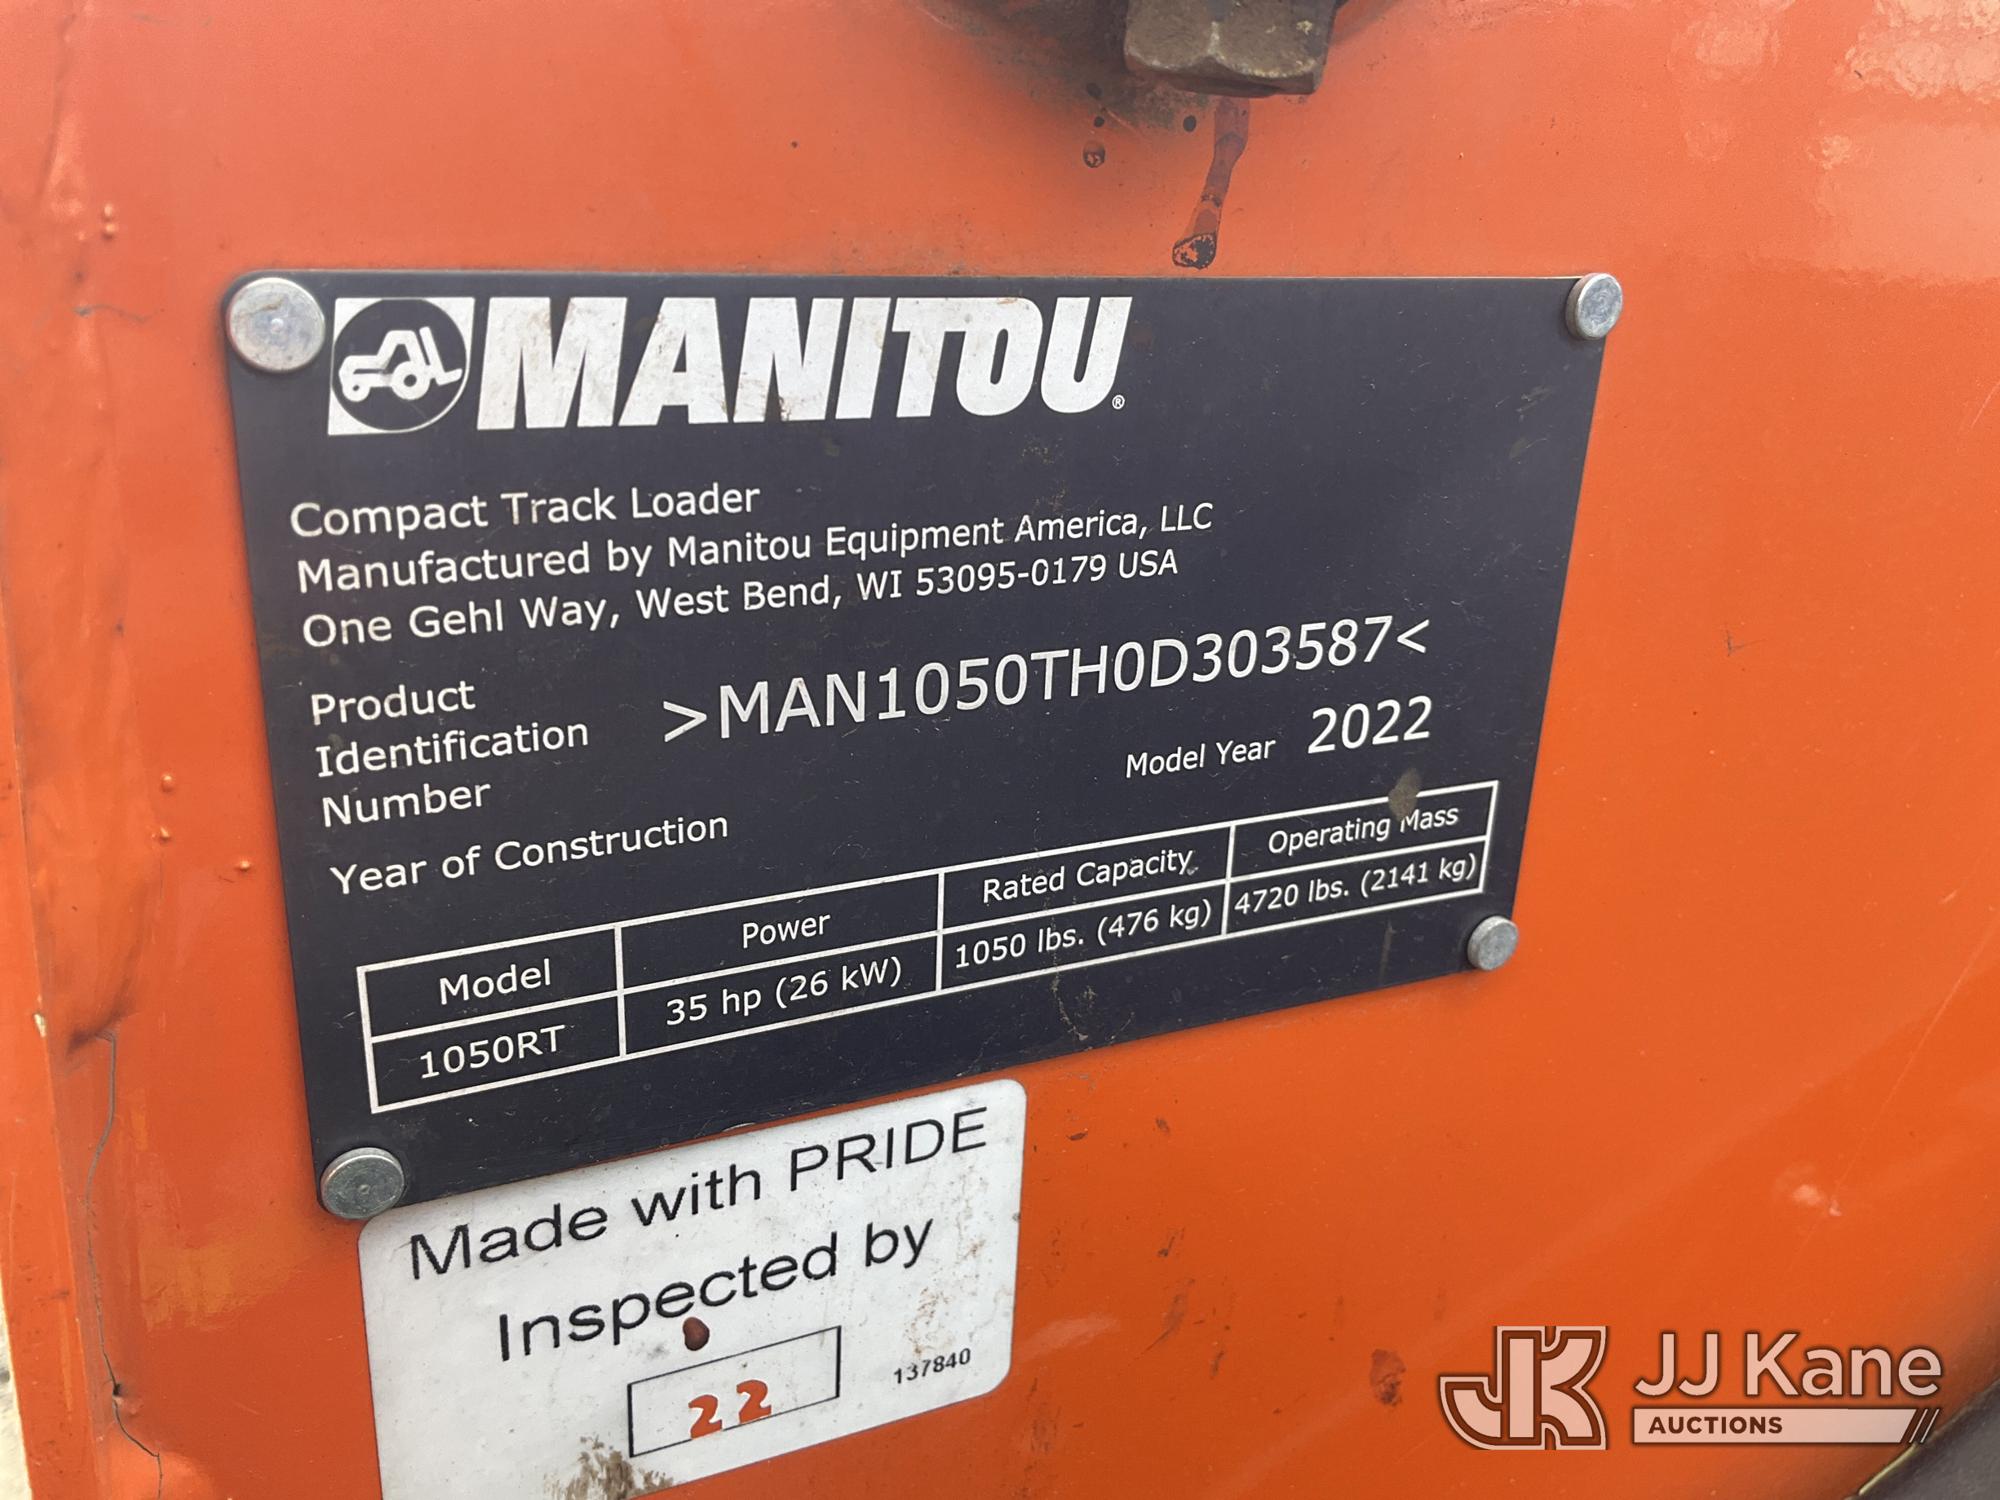 MANITOU®
Compact Track Loader
Manufactured by Manitou Equipment America, LLC
One Gehl Way, West Bend, WI 53095-0179 USA
Product Identification Number >MAN1050TH0D303587<
Model Year 2022
Year of Construction
Model Power Rated Capacity Operating Mass
1050RT 35 hp (26 kW) 1050 lbs. (476 kg) 4720 lbs. (2141 kg)
Made with PRIDE
Inspected by
22 137840
JK JJ Kane
AUCTIONS